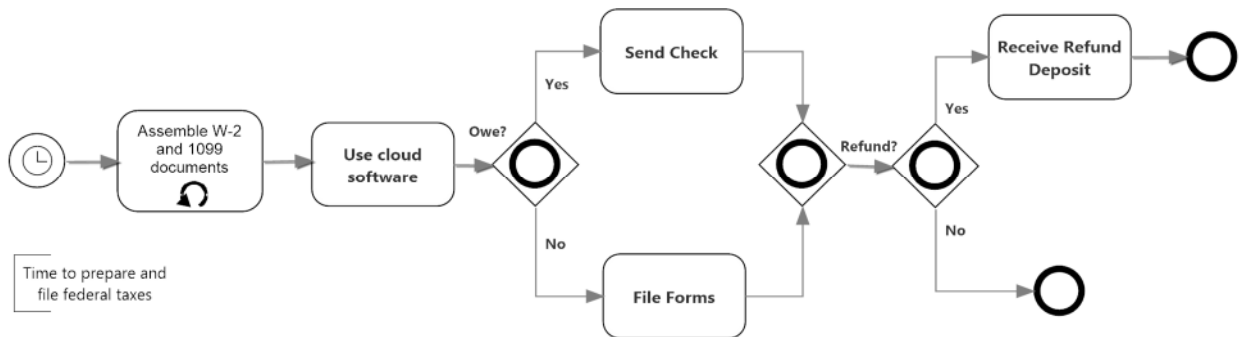 Assemble W-2
and 1099
documents
Use cloud
software
Owe?
Yes
Send Check
No
File Forms
Refund?
Yes
Receive Refund
Deposit
No
Time to prepare and
file federal taxes